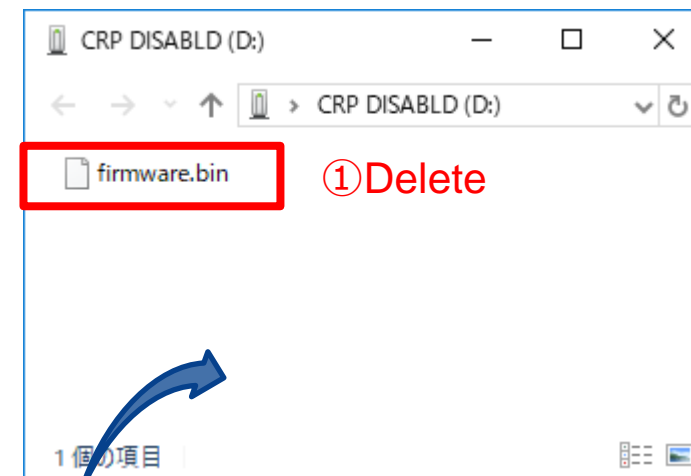 CRP DISABLD (D:)
CRP DISABLD (D:)
firmware.bin
①Delete
1 個の項目